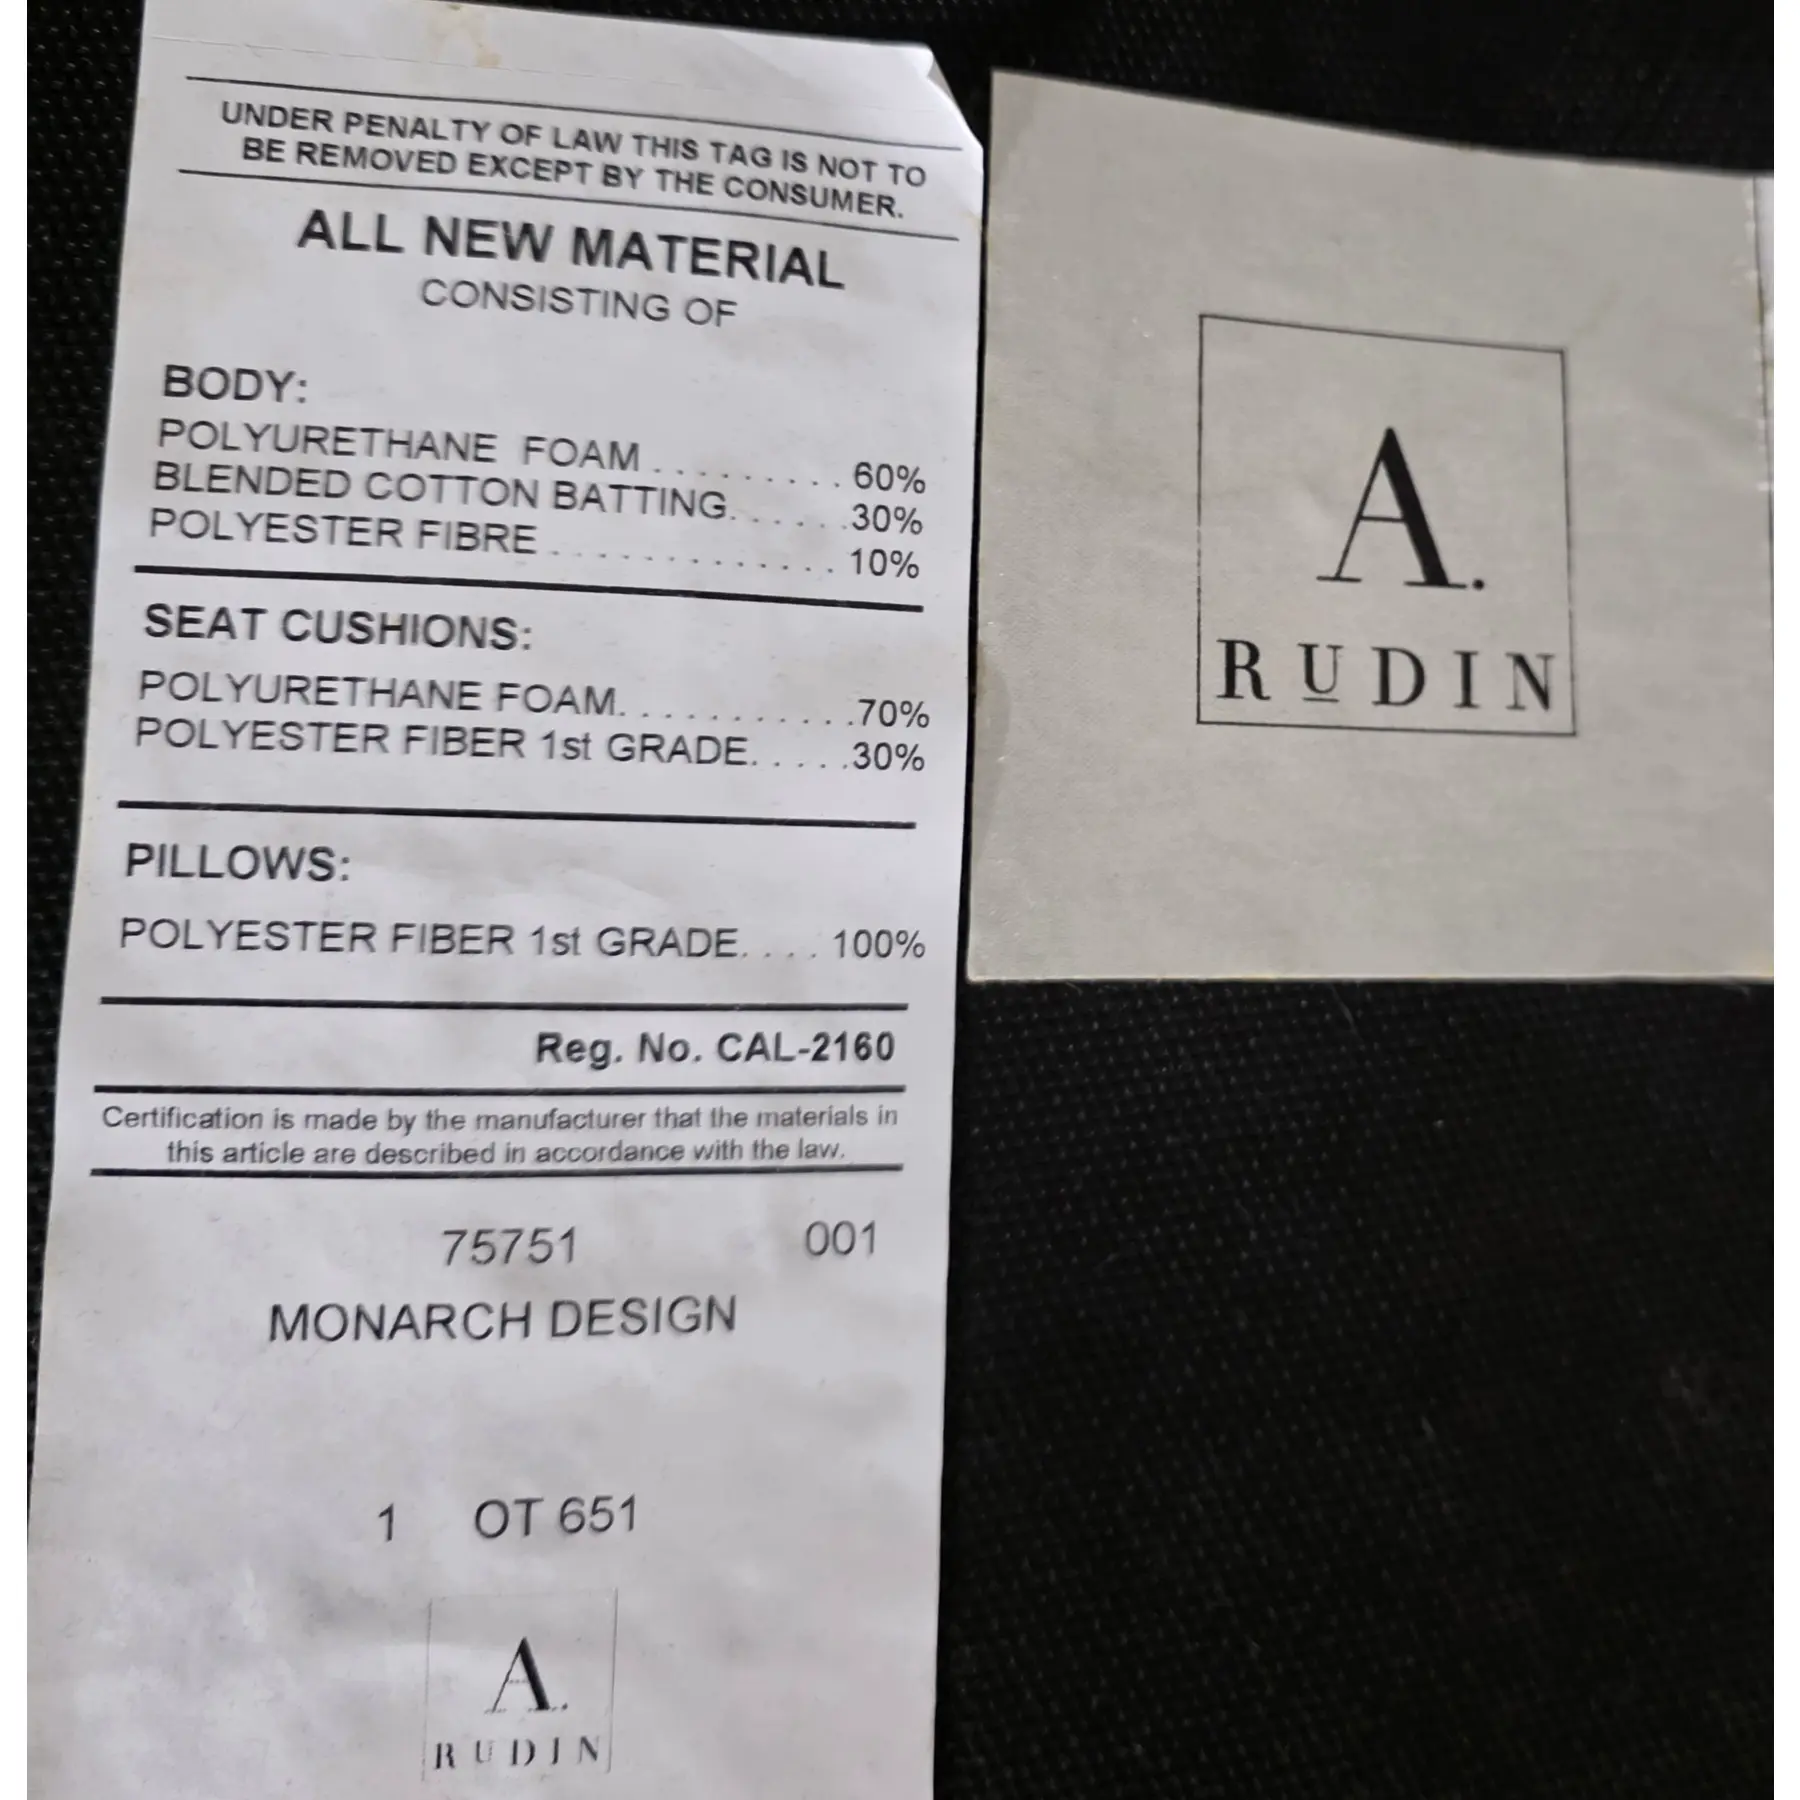 UNDER PENALTY OF LAW THIS TAG IS NOT TO
BE REMOVED EXCEPT BY THE CONSUMER.
ALL NEW MATERIAL
CONSISTING OF
BODY:
POLYURETHANE FOAM . . . . . . . . . 60%
BLENDED COTTON BATTING. . . . . . 30%
POLYESTER FIBRE . . . . . . . . . . . . . 10%
SEAT CUSHIONS:
POLYURETHANE FOAM. . . . . . . . . . . .70%
POLYESTER FIBER 1st GRADE. . . . . .30%
PILLOWS:
POLYESTER FIBER 1st GRADE. . . . 100%
Reg. No. CAL-2160
Certification is made by the manufacturer that the materials in
this article are described in accordance with the law.
75751 001
MONARCH DESIGN
1 OT 651
A.
RUDIN
A.
RUDIN